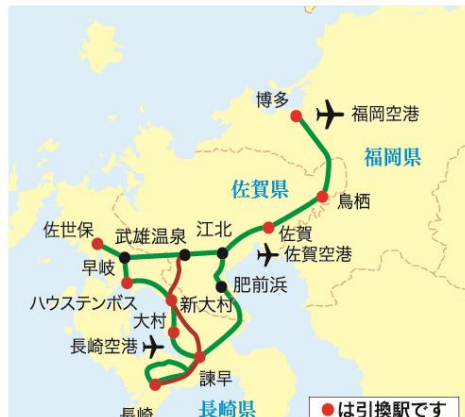 博多
福岡空港
福岡県
佐賀県
鳥栖
佐世保
武雄温泉
江北
佐賀
佐賀空港
早岐
肥前浜
ハウステンボス
新大村
大村
長崎空港
諫早
長崎
長崎県
●は引換駅です